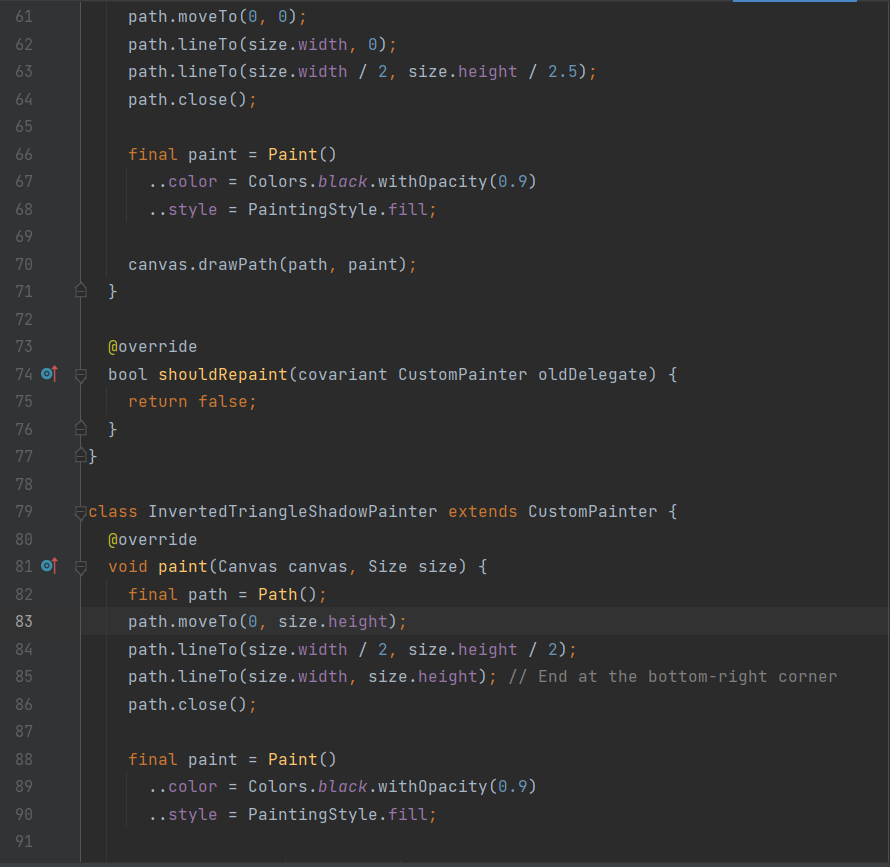 61 path.moveTo(0, 0);
62 path.lineTo(size.width, 0);
63 path.lineTo(size.width / 2, size.height / 2.5);
64 path.close();
65
66 final paint = Paint()
67 ..color = Colors.black.withOpacity(0.9)
68 ..style = PaintingStyle.fill;
69
70 canvas.drawPath(path, paint);
71 }
72
73 @override
74 bool shouldRepaint(covariant CustomPainter oldDelegate) {
75 return false;
76 }
77 }
78
79 class InvertedTriangleShadowPainter extends CustomPainter {
80 @override
81 void paint(Canvas canvas, Size size) {
82 final path = Path();
83 path.moveTo(0, size.height);
84 path.lineTo(size.width / 2, size.height / 2);
85 path.lineTo(size.width, size.height); // End at the bottom-right corner
86 path.close();
87
88 final paint = Paint()
89 ..color = Colors.black.withOpacity(0.9)
90 ..style = PaintingStyle.fill;
91